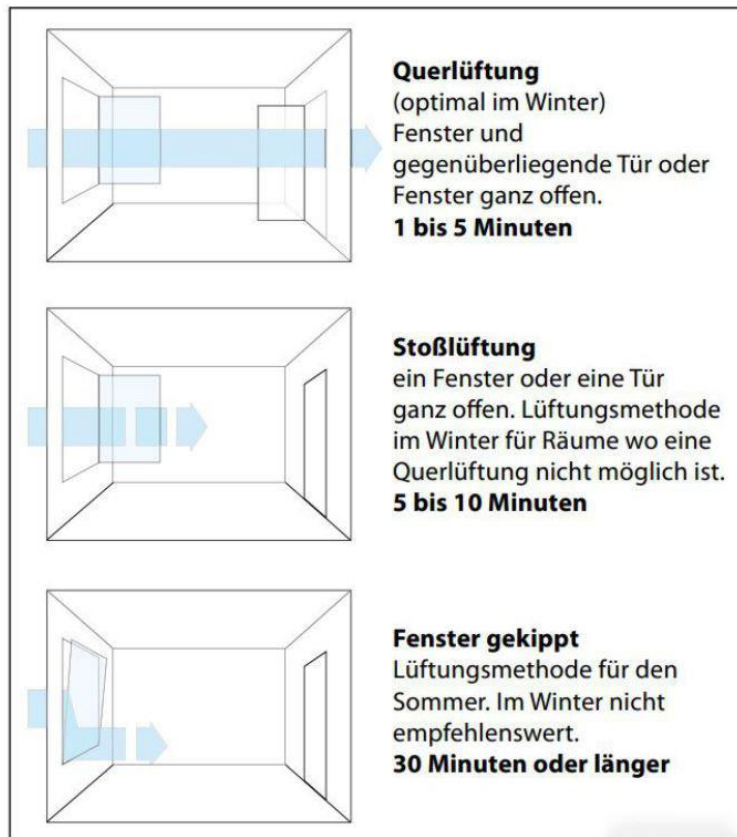 Querlüftung
(optimal im Winter)
Fenster und
gegenüberliegende Tür oder
Fenster ganz offen.
1 bis 5 Minuten
Stoßlüftung
ein Fenster oder eine Tür
ganz offen. Lüftungsmethode
im Winter für Räume wo eine
Querlüftung nicht möglich ist.
5 bis 10 Minuten
Fenster gekippt
Lüftungsmethode für den
Sommer. Im Winter nicht
empfehlenswert.
30 Minuten oder länger